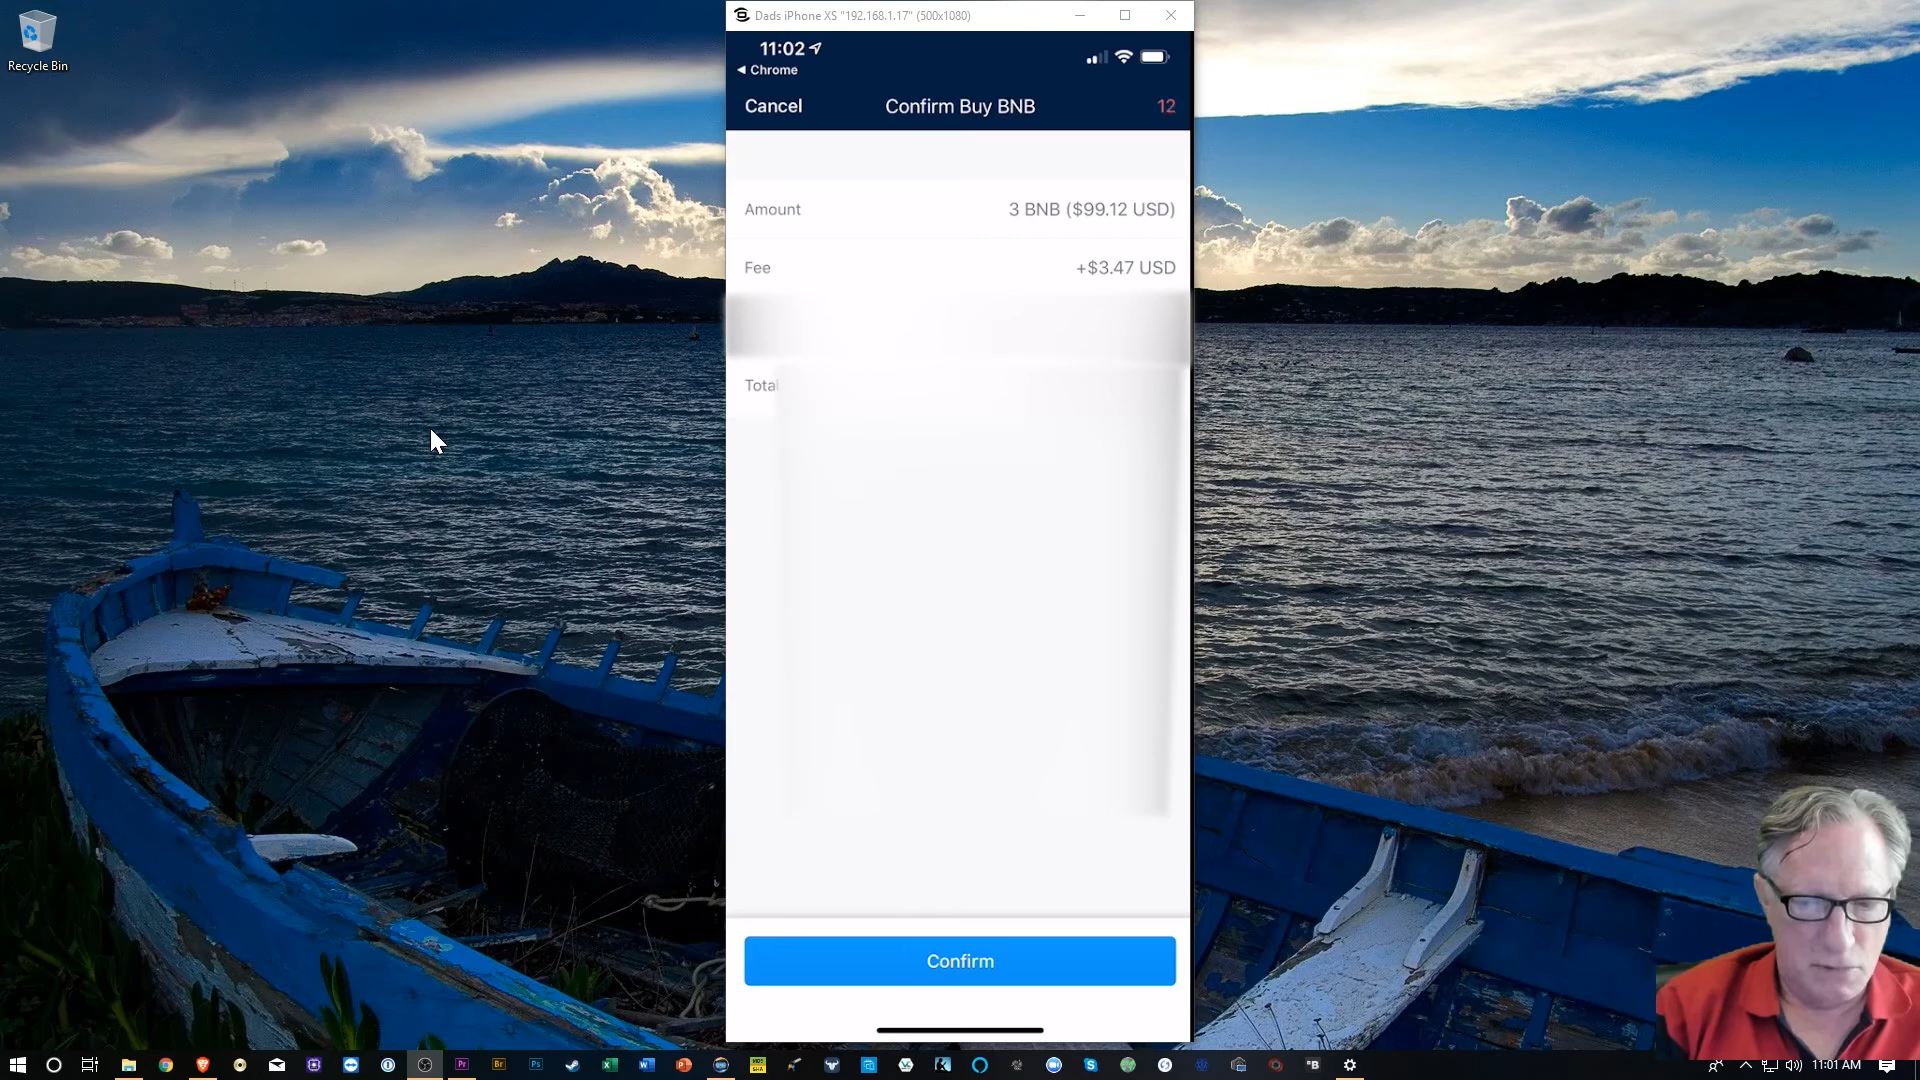 Recycle Bin
Dads iPhone XS "192.168.1.17" (500x1080)
11:02
Chrome
Cancel
Confirm Buy BNB
12
Amount
3 BNB ($99.12 USD)
Fee
+$3.47 USD
Total
Confirm
11:01 AM